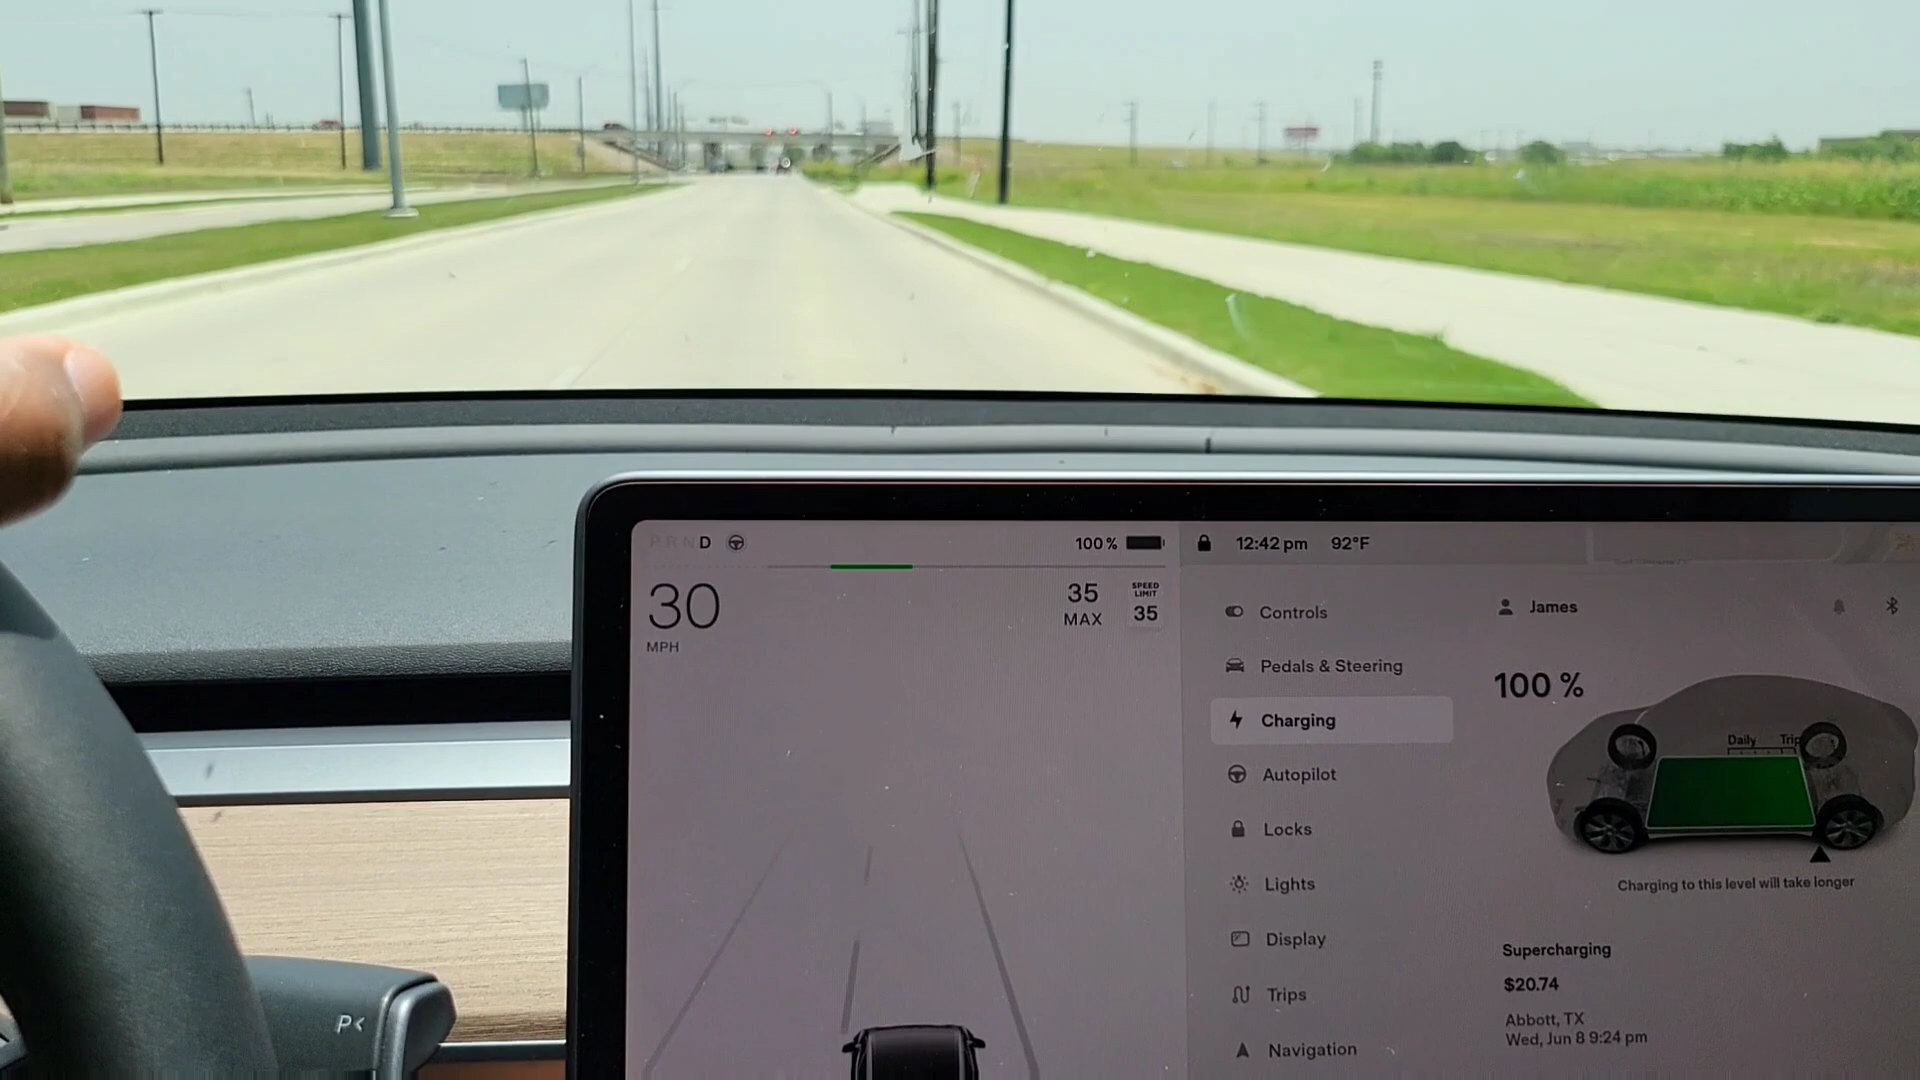 P R N D
100 %
12:42 pm 92°F
30
MPH
35
MAX
SPEED
LIMIT
35
Controls
Pedals & Steering
Charging
Autopilot
Locks
Lights
Display
Trips
Navigation
James
100 %
Daily Trip
Charging to this level will take longer
Supercharging
$20.74
Abbott, TX
Wed, Jun 8 9:24 pm
P<